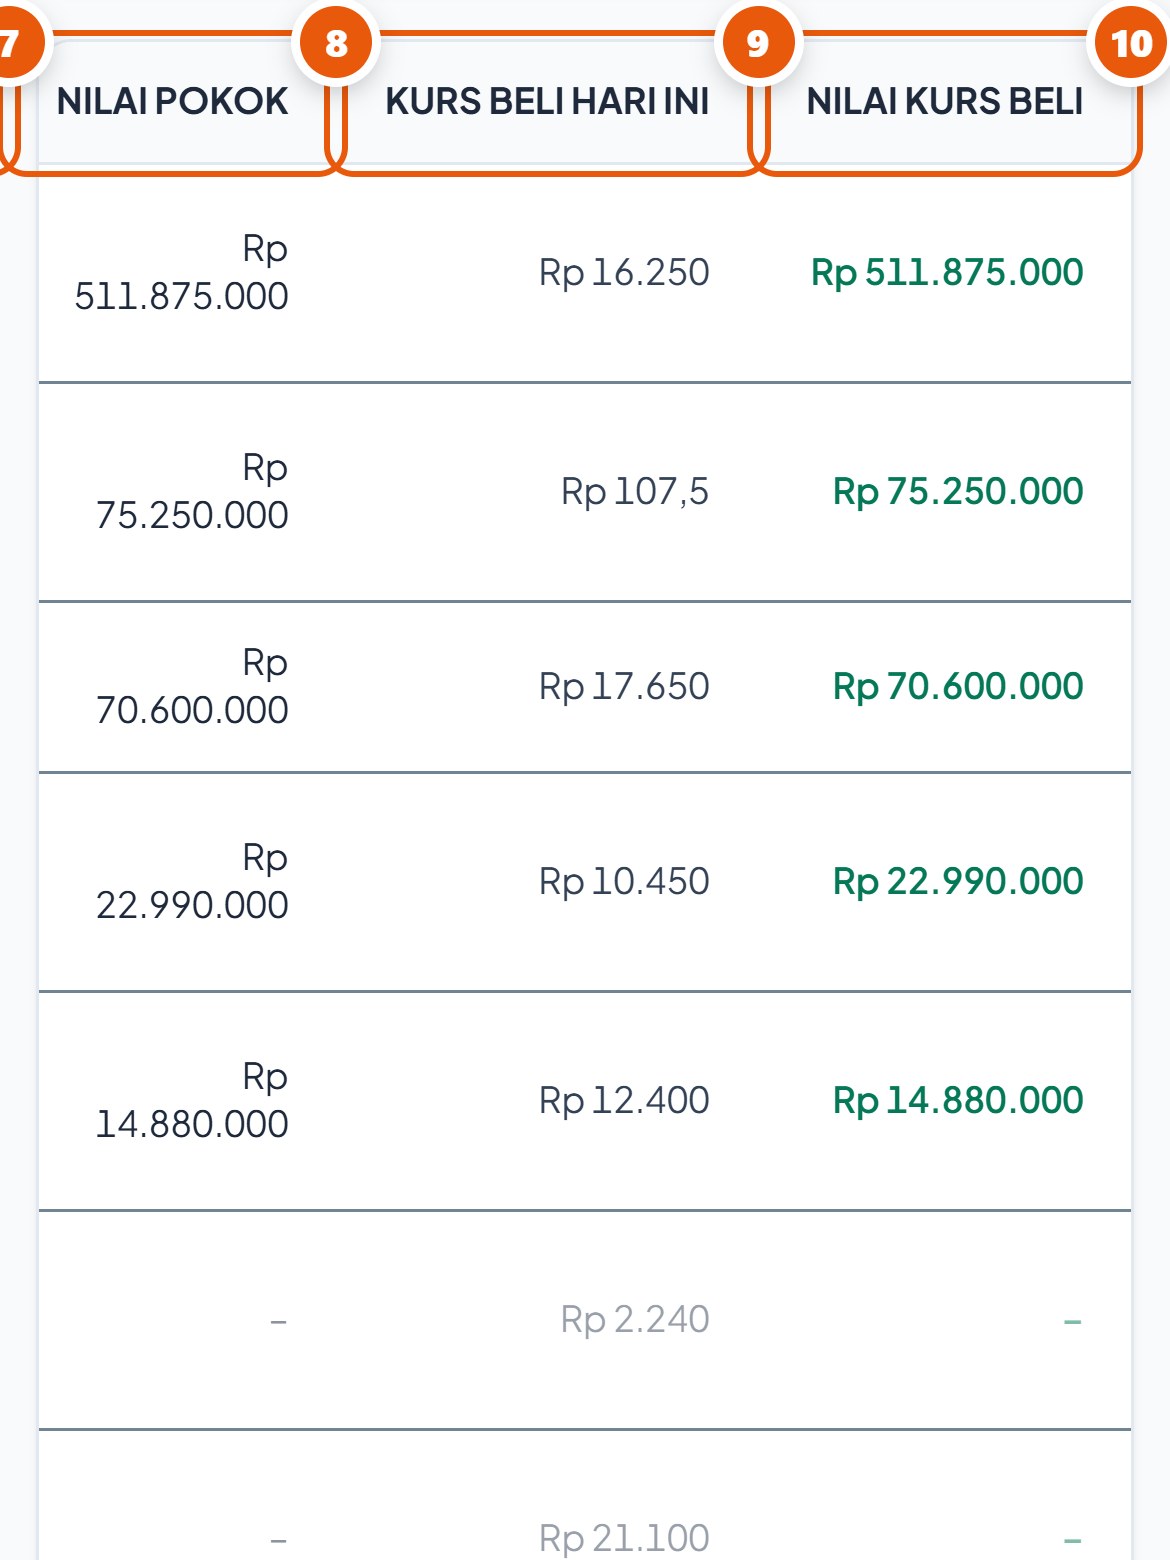 7 8 9 10
NILAI POKOK KURS BELI HARI INI NILAI KURS BELI
Rp
511.875.000 Rp 16.250 Rp 511.875.000
Rp
75.250.000 Rp 107,5 Rp 75.250.000
Rp
70.600.000 Rp 17.650 Rp 70.600.000
Rp
22.990.000 Rp 10.450 Rp 22.990.000
Rp
14.880.000 Rp 12.400 Rp 14.880.000
– Rp 2.240 –
– Rp 21.100 –